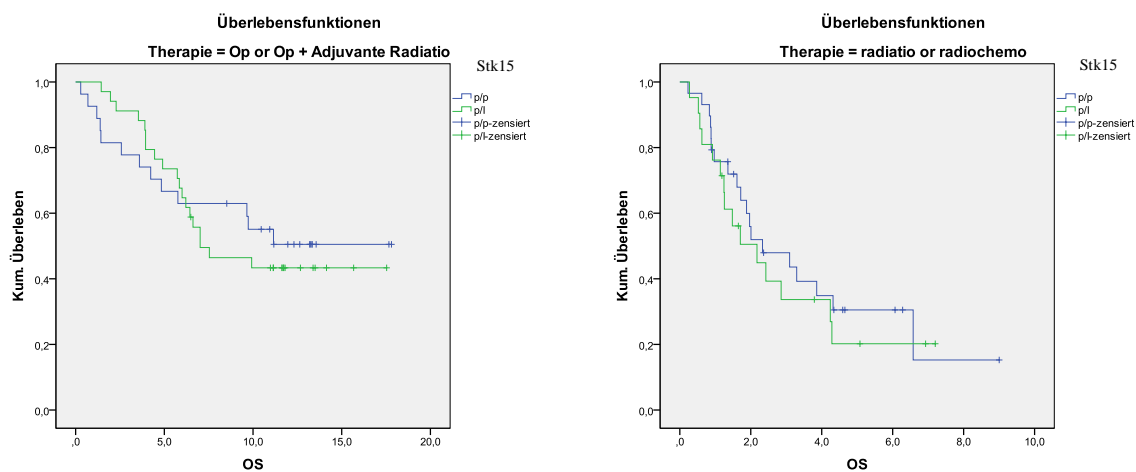 Überlebensfunktionen
Therapie = Op or Op + Adjuvante Radiatio
Stk15
p/p
p/l
p/p-zensiert
p/l-zensiert
Kum. Überleben
1,0
0,8
0,6
0,4
0,2
0,0
,0 5,0 10,0 15,0 20,0
OS
Überlebensfunktionen
Therapie = radiatio or radiochemo
Stk15
p/p
p/l
p/p-zensiert
p/l-zensiert
Kum. Überleben
1,0
0,8
0,6
0,4
0,2
0,0
,0 2,0 4,0 6,0 8,0 10,0
OS